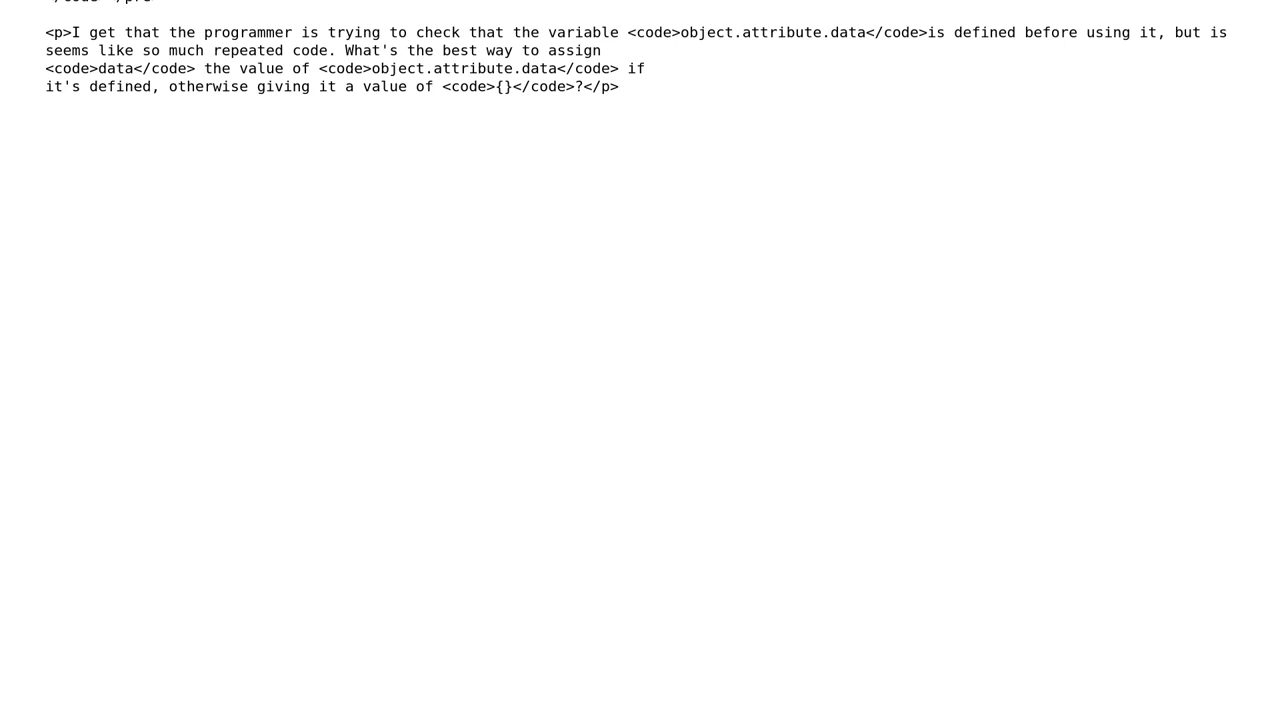 </code></pre>
<p>I get that the programmer is trying to check that the variable <code>object.attribute.data</code>is defined before using it, but is
seems like so much repeated code. What's the best way to assign
<code>data</code> the value of <code>object.attribute.data</code> if
it's defined, otherwise giving it a value of <code>{}</code>?</p>